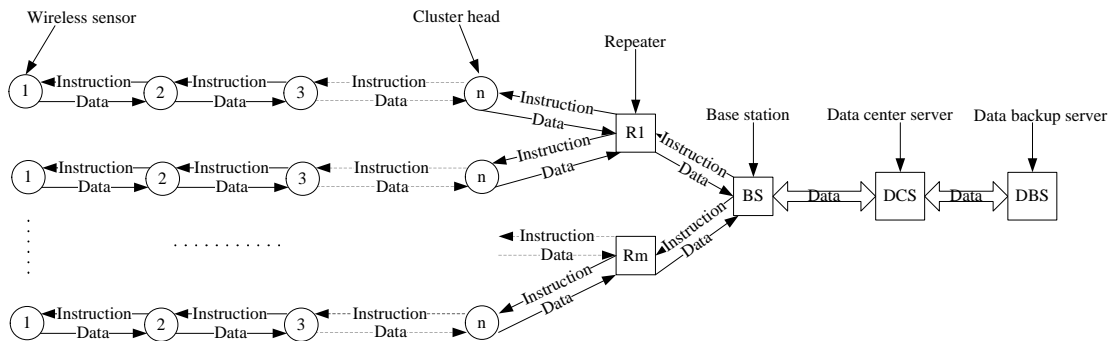 Wireless sensor
Cluster head
Repeater
Base station
Data center server
Data backup server
1
Instruction
Data
2
Instruction
Data
3
Instruction
Data
n
Instruction
Data
R1
1
Instruction
Data
2
Instruction
Data
3
Instruction
Data
n
Instruction
Data
Instruction
Data
BS
Data
DCS
Data
DBS
Instruction
Data
Rm
Instruction
Data
1
Instruction
Data
2
Instruction
Data
3
Instruction
Data
n
Instruction
Data